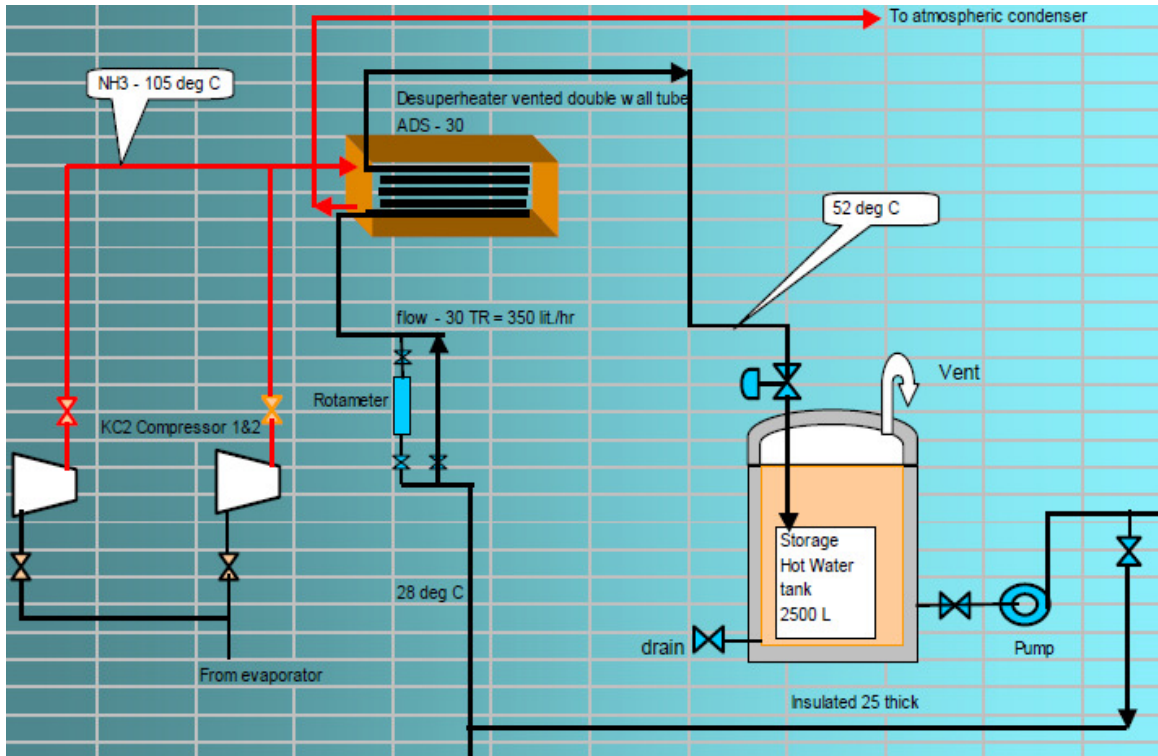 To atmospheric condenser
NH3 - 105 deg C
Desuperheater vented double wall tube
ADS - 30
52 deg C
flow - 30 TR = 350 lit./hr
Vent
Rotameter
KC2 Compressor 1&2
Storage
Hot Water
tank
2500 L
28 deg C
drain
Pump
From evaporator
Insulated 25 thick